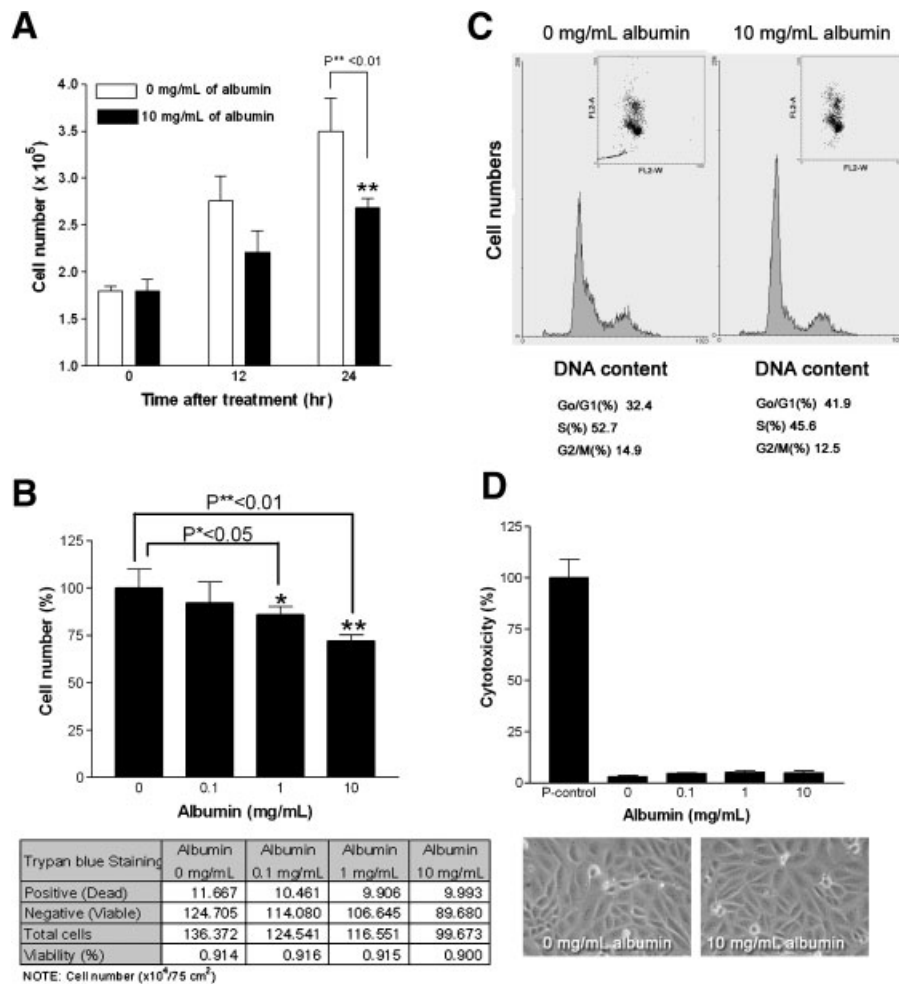 A
P** <0.01
0 mg/mL of albumin
10 mg/mL of albumin
4.0
3.5
3.0
2.5
2.0
1.5
1.0
**
Cell number (x 10⁵)
0 12 24
Time after treatment (hr)
C
0 mg/mL albumin 10 mg/mL albumin
FL2-A
FL2-W
FL2-A
FL2-W
Cell numbers
0 1023
0
DNA content DNA content
Go/G1(%) 32.4
S(%) 52.7
G2/M(%) 14.9
Go/G1(%) 41.9
S(%) 45.6
G2/M(%) 12.5
B
P**<0.01
P*<0.05
125
100
75
50
25
0
*
**
Cell number (%)
0 0.1 1 10
Albumin (mg/mL)
Trypan blue Staining Albumin 0 mg/mL Albumin 0.1 mg/mL Albumin 1 mg/mL Albumin 10 mg/mL
Positive (Dead) 11.667 10.461 9.906 9.993
Negative (Viable) 124.705 114.080 106.645 89.680
Total cells 136.372 124.541 116.551 99.673
Viability (%) 0.914 0.916 0.915 0.900
NOTE: Cell number (x10⁴/75 cm²)
D
125
100
75
50
25
0
Cytotoxicity (%)
P-control 0 0.1 1 10
Albumin (mg/mL)
0 mg/mL albumin
10 mg/mL albumin